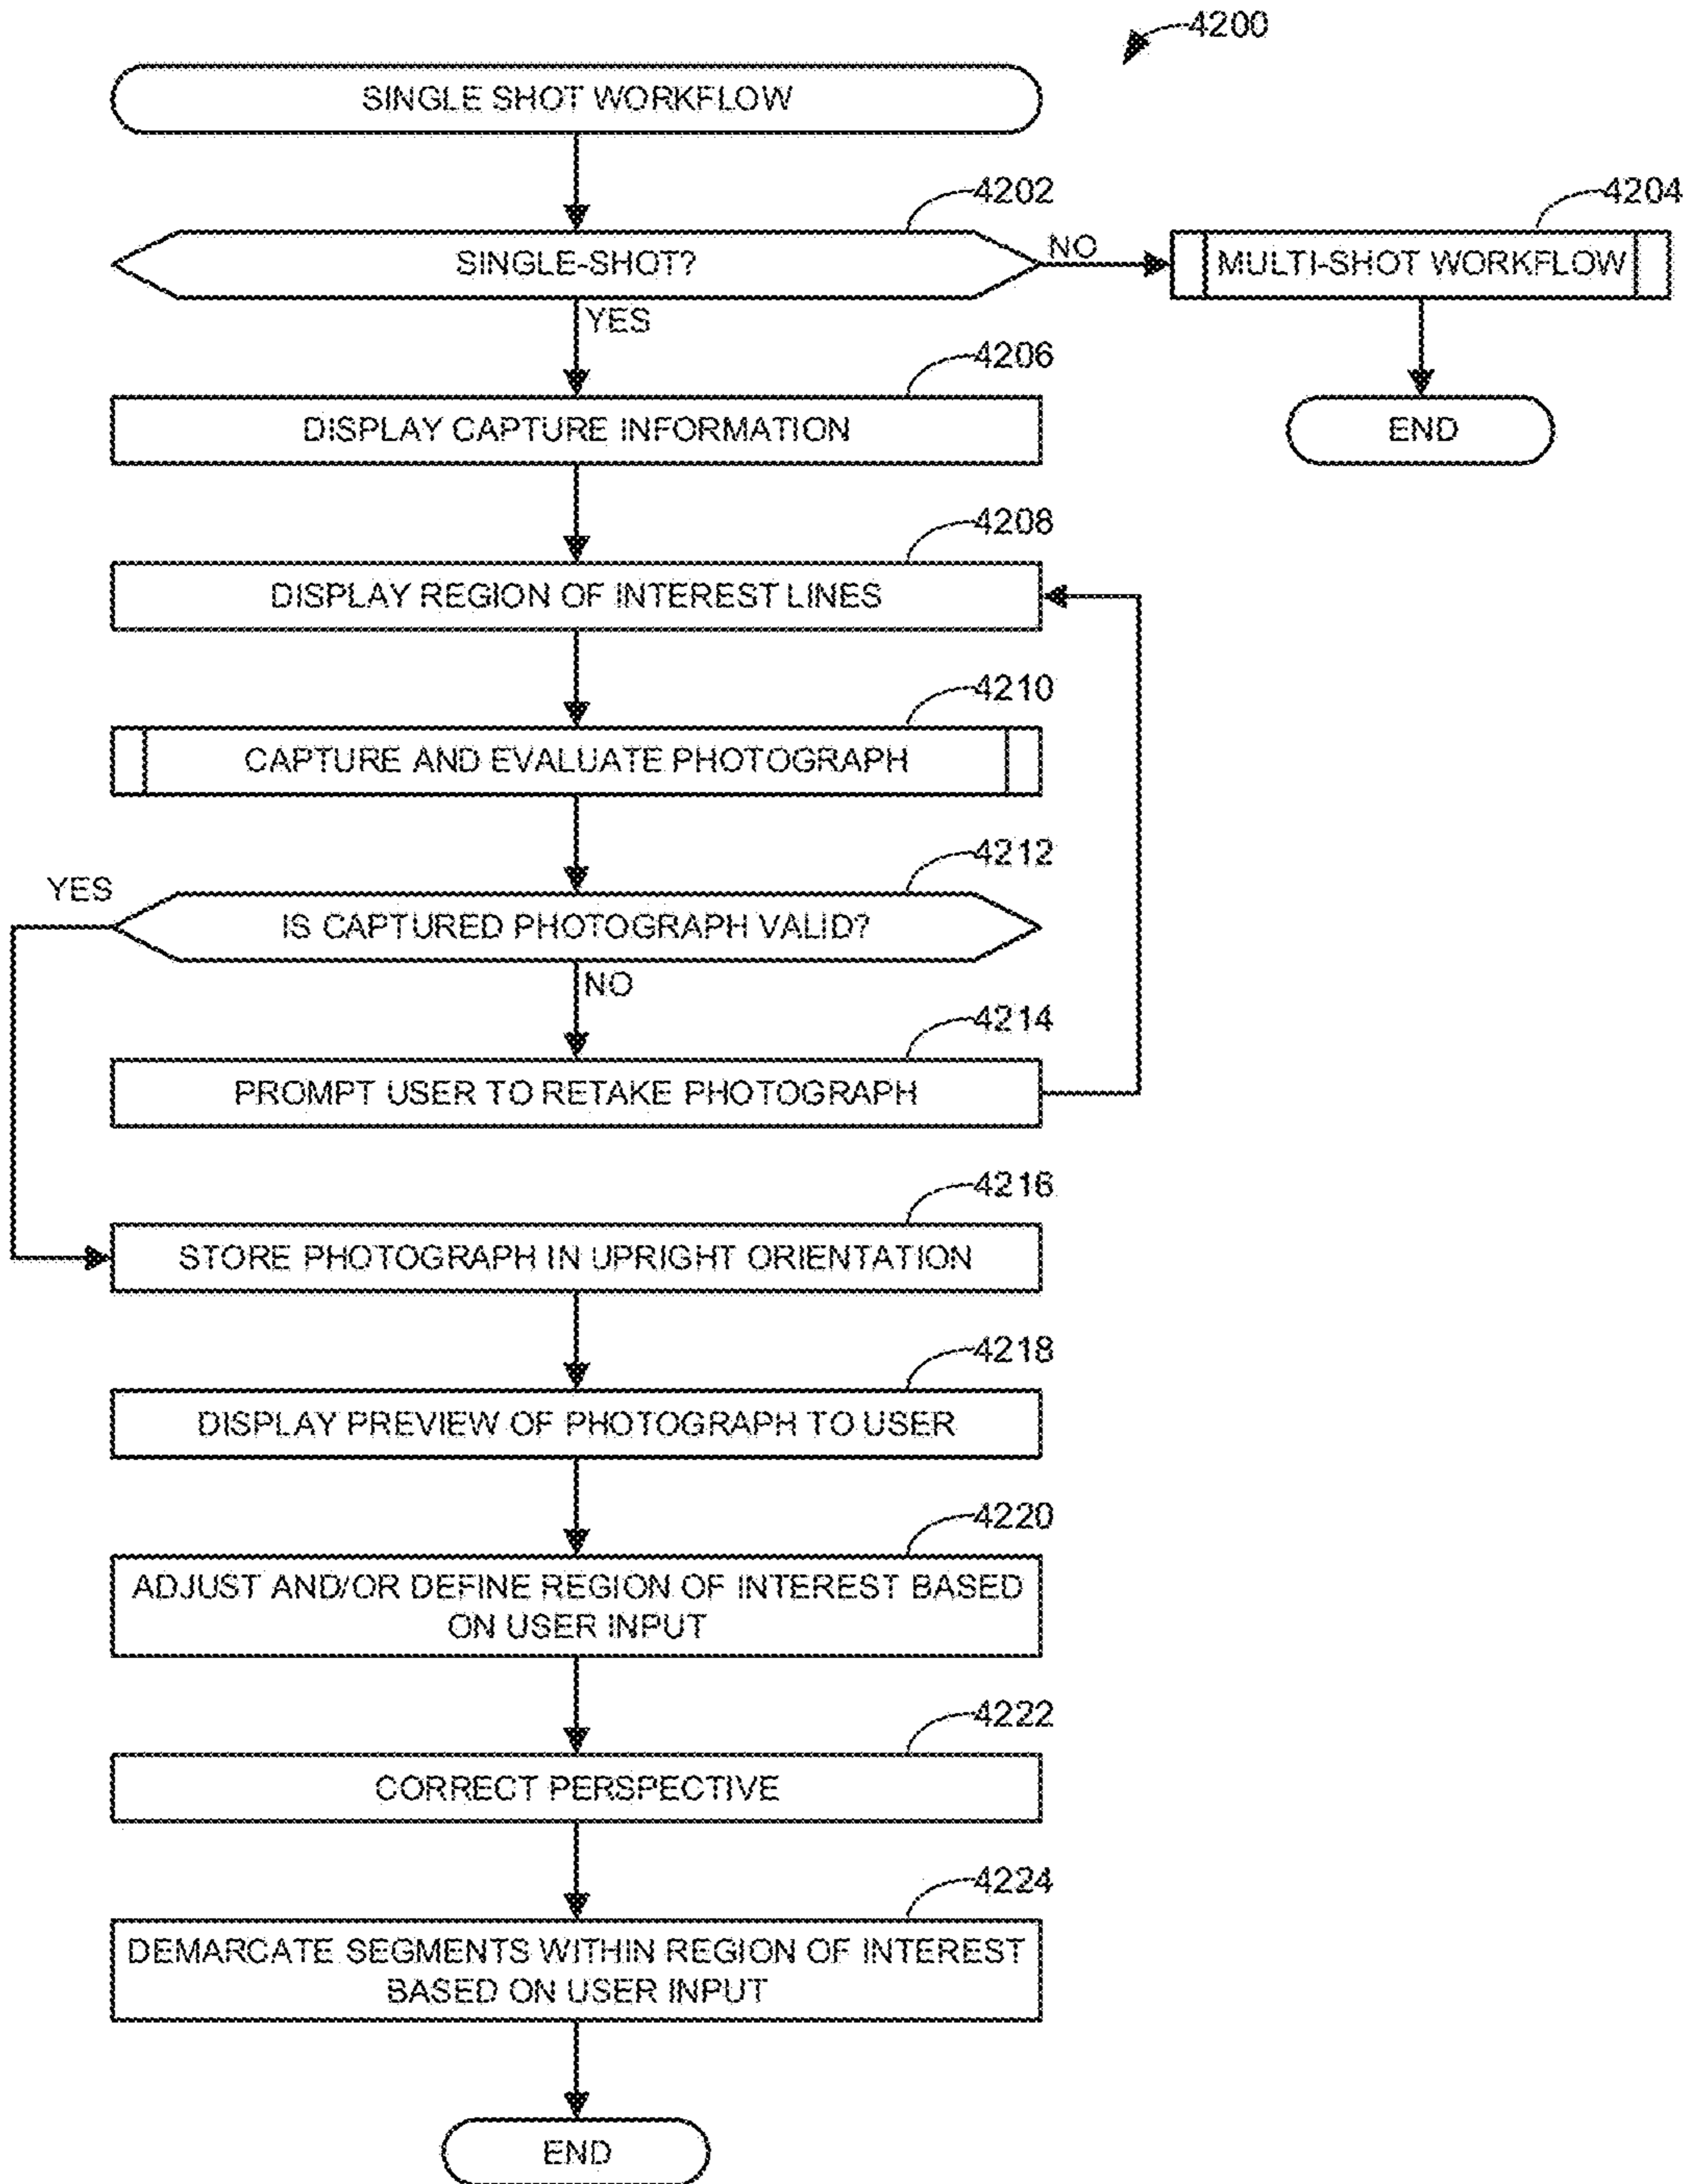 4200
SINGLE SHOT WORKFLOW
4202
4204
SINGLE-SHOT?
NO
MULTI-SHOT WORKFLOW
YES
4206
DISPLAY CAPTURE INFORMATION
END
4208
DISPLAY REGION OF INTEREST LINES
4210
CAPTURE AND EVALUATE PHOTOGRAPH
4212
YES
IS CAPTURED PHOTOGRAPH VALID?
NO
4214
PROMPT USER TO RETAKE PHOTOGRAPH
4216
STORE PHOTOGRAPH IN UPRIGHT ORIENTATION
4218
DISPLAY PREVIEW OF PHOTOGRAPH TO USER
4220
ADJUST AND/OR DEFINE REGION OF INTEREST BASED
ON USER INPUT
4222
CORRECT PERSPECTIVE
4224
DEMARCATE SEGMENTS WITHIN REGION OF INTEREST
BASED ON USER INPUT
END